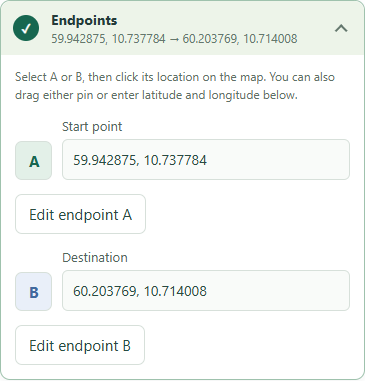 Endpoints
59.942875, 10.737784 → 60.203769, 10.714008
Select A or B, then click its location on the map. You can also
drag either pin or enter latitude and longitude below.
Start point
A
59.942875, 10.737784
Edit endpoint A
Destination
B
60.203769, 10.714008
Edit endpoint B